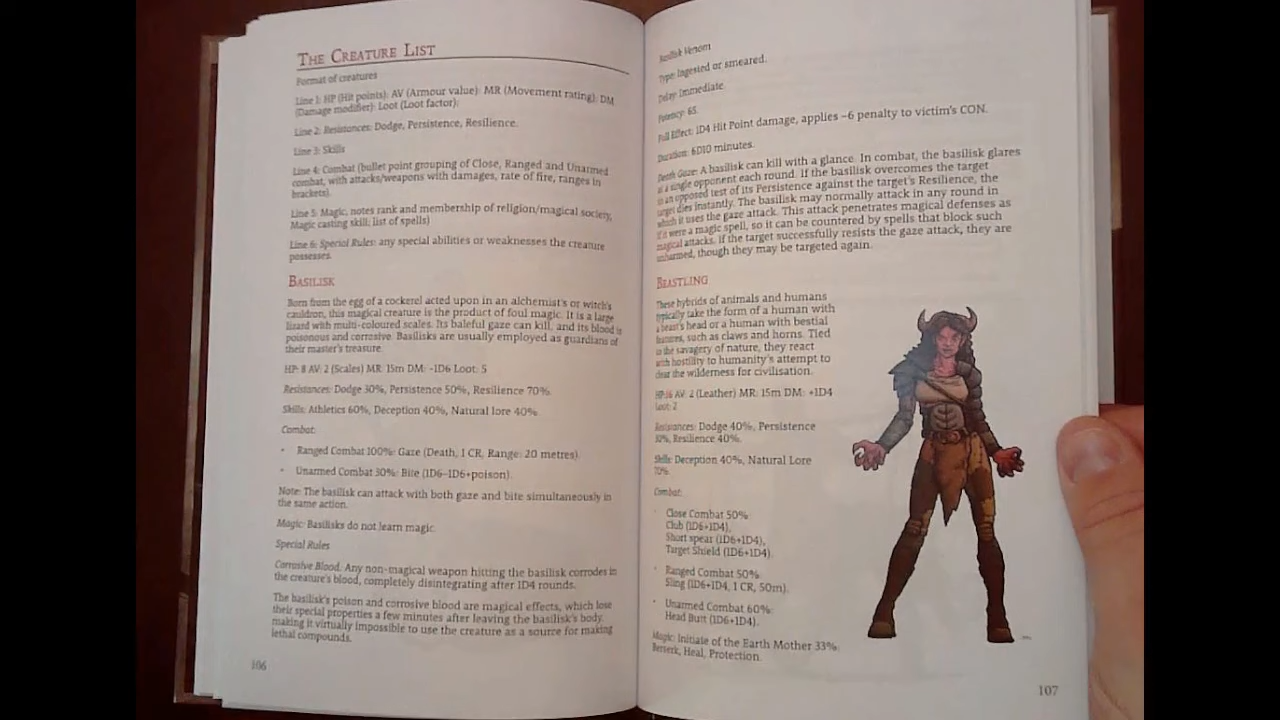 THE CREATURE LIST
Format of creatures
Line 1: HP (Hit points): AV (Armour value): MR (Movement rating): DM
(Damage modifier): Loot (Loot factor):
Line 2: Resistances: Dodge, Persistence, Resilience.
Line 3: Skills
Line 4: Combat (bullet point grouping of Close, Ranged and Unarmed
combat, with attacks/weapons with damages, rate of fire, ranges in
brackets).
Line 5: Magic, notes rank and membership of religion/magical society,
Magic casting skill; list of spells)
Line 6: Special Rules: any special abilities or weaknesses the creature
possesses.
BASILISK
Born from the egg of a cockerel acted upon in an alchemist's or witch's
cauldron, this magical creature is the product of foul magic. It is a large
lizard with multi-coloured scales. Its baleful gaze can kill, and its blood is
poisonous and corrosive. Basilisks are usually employed as guardians of
their master's treasure.
HP: 8 AV: 2 (Scales) MR: 15m DM: -1D6 Loot: 5
Resistances: Dodge 30%, Persistence 50%, Resilience 70%.
Skills: Athletics 60%, Deception 40%, Natural lore 40%.
Combat:
• Ranged Combat 100%: Gaze (Death, 1 CR, Range: 20 metres).
• Unarmed Combat 30%: Bite (1D6-1D6+poison).
Note: The basilisk can attack with both gaze and bite simultaneously in
the same action.
Magic: Basilisks do not learn magic.
Special Rules
Corrosive Blood. Any non-magical weapon hitting the basilisk corrodes in
the creature's blood, completely disintegrating after 1D4 rounds.
The basilisk's poison and corrosive blood are magical effects, which lose
their special properties a few minutes after leaving the basilisk's body,
making it virtually impossible to use the creature as a source for making
lethal compounds.
106
Basilisk Venom
Type: Ingested or smeared.
Delay: Immediate.
Potency: 65.
Full Effect: 1D4 Hit Point damage, applies –6 penalty to victim's CON.
Duration: 6D10 minutes.
Death Gaze: A basilisk can kill with a glance. In combat, the basilisk glares
at a single opponent each round. If the basilisk overcomes the target
in an opposed test of its Persistence against the target's Resilience, the
target dies instantly. The basilisk may normally attack in any round in
which it uses the gaze attack. This attack penetrates magical defenses as
if it were a magic spell, so it can be countered by spells that block such
magical attacks. If the target successfully resists the gaze attack, they are
unharmed, though they may be targeted again.
BEASTLING
These hybrids of animals and humans
typically take the form of a human with
a beast's head or a human with bestial
features, such as claws and horns. Tied
to the savagery of nature, they react
with hostility to humanity's attempt to
clear the wilderness for civilisation.
HP:16 AV: 2 (Leather) MR: 15m DM: +1D4
Loot: 2
Resistances: Dodge 40%, Persistence
Resilience 40%.
Skills: Deception 40%, Natural Lore
70%.
Combat:
• Close Combat 50%:
Club (1D6+1D4),
Short spear (1D6+1D4),
Target Shield (1D6+1D4).
• Ranged Combat 50%:
Sling (1D6+1D4, 1 CR, 50m).
• Unarmed Combat 60%:
Head Butt (1D6+1D4).
Magic: Initiate of the Earth Mother 33%:
Berserk, Heal, Protection.
107